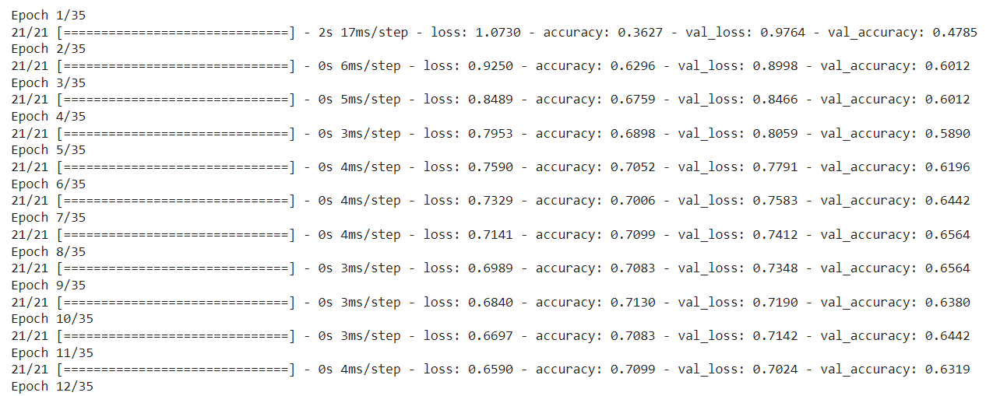 Epoch 1/35
21/21 [==============================] - 2s 17ms/step - loss: 1.0730 - accuracy: 0.3627 - val_loss: 0.9764 - val_accuracy: 0.4785
Epoch 2/35
21/21 [==============================] - 0s 6ms/step - loss: 0.9250 - accuracy: 0.6296 - val_loss: 0.8998 - val_accuracy: 0.6012
Epoch 3/35
21/21 [==============================] - 0s 5ms/step - loss: 0.8489 - accuracy: 0.6759 - val_loss: 0.8466 - val_accuracy: 0.6012
Epoch 4/35
21/21 [==============================] - 0s 3ms/step - loss: 0.7953 - accuracy: 0.6898 - val_loss: 0.8059 - val_accuracy: 0.5890
Epoch 5/35
21/21 [==============================] - 0s 4ms/step - loss: 0.7590 - accuracy: 0.7052 - val_loss: 0.7791 - val_accuracy: 0.6196
Epoch 6/35
21/21 [==============================] - 0s 4ms/step - loss: 0.7329 - accuracy: 0.7006 - val_loss: 0.7583 - val_accuracy: 0.6442
Epoch 7/35
21/21 [==============================] - 0s 4ms/step - loss: 0.7141 - accuracy: 0.7099 - val_loss: 0.7412 - val_accuracy: 0.6564
Epoch 8/35
21/21 [==============================] - 0s 3ms/step - loss: 0.6989 - accuracy: 0.7083 - val_loss: 0.7348 - val_accuracy: 0.6564
Epoch 9/35
21/21 [==============================] - 0s 3ms/step - loss: 0.6840 - accuracy: 0.7130 - val_loss: 0.7190 - val_accuracy: 0.6380
Epoch 10/35
21/21 [==============================] - 0s 3ms/step - loss: 0.6697 - accuracy: 0.7083 - val_loss: 0.7142 - val_accuracy: 0.6442
Epoch 11/35
21/21 [==============================] - 0s 4ms/step - loss: 0.6590 - accuracy: 0.7099 - val_loss: 0.7024 - val_accuracy: 0.6319
Epoch 12/35